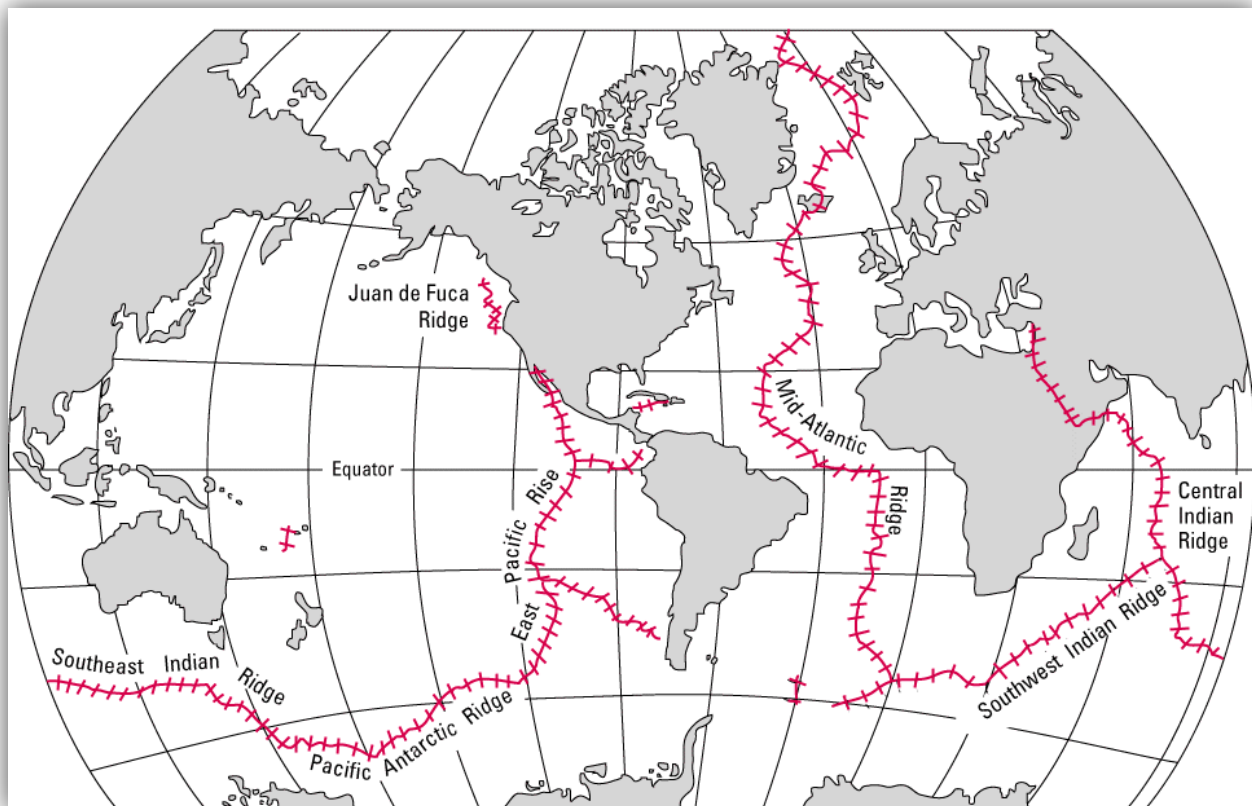 Juan de Fuca
Ridge
Mid-Atlantic
Ridge
Equator
East Pacific Rise
Central
Indian
Ridge
Southwest Indian Ridge
Southeast Indian Ridge
Pacific Antarctic Ridge